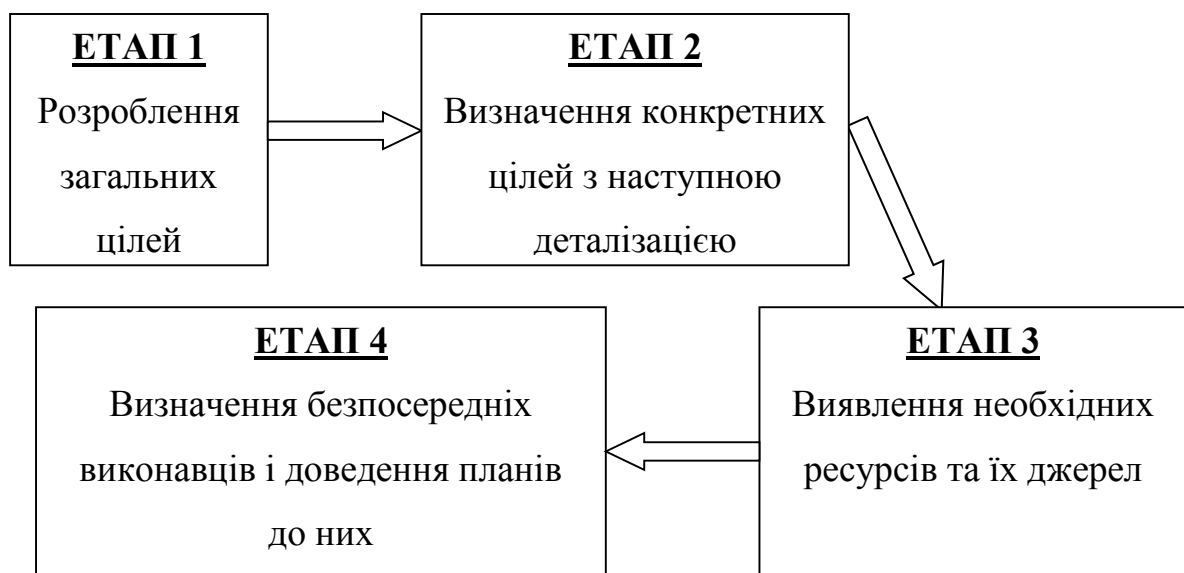 ЕТАП 1
Розроблення
загальних
цілей
ЕТАП 2
Визначення конкретних
цілей з наступною
деталізацією
ЕТАП 3
Виявлення необхідних
ресурсів та їх джерел
ЕТАП 4
Визначення безпосередніх
виконавців і доведення планів
до них